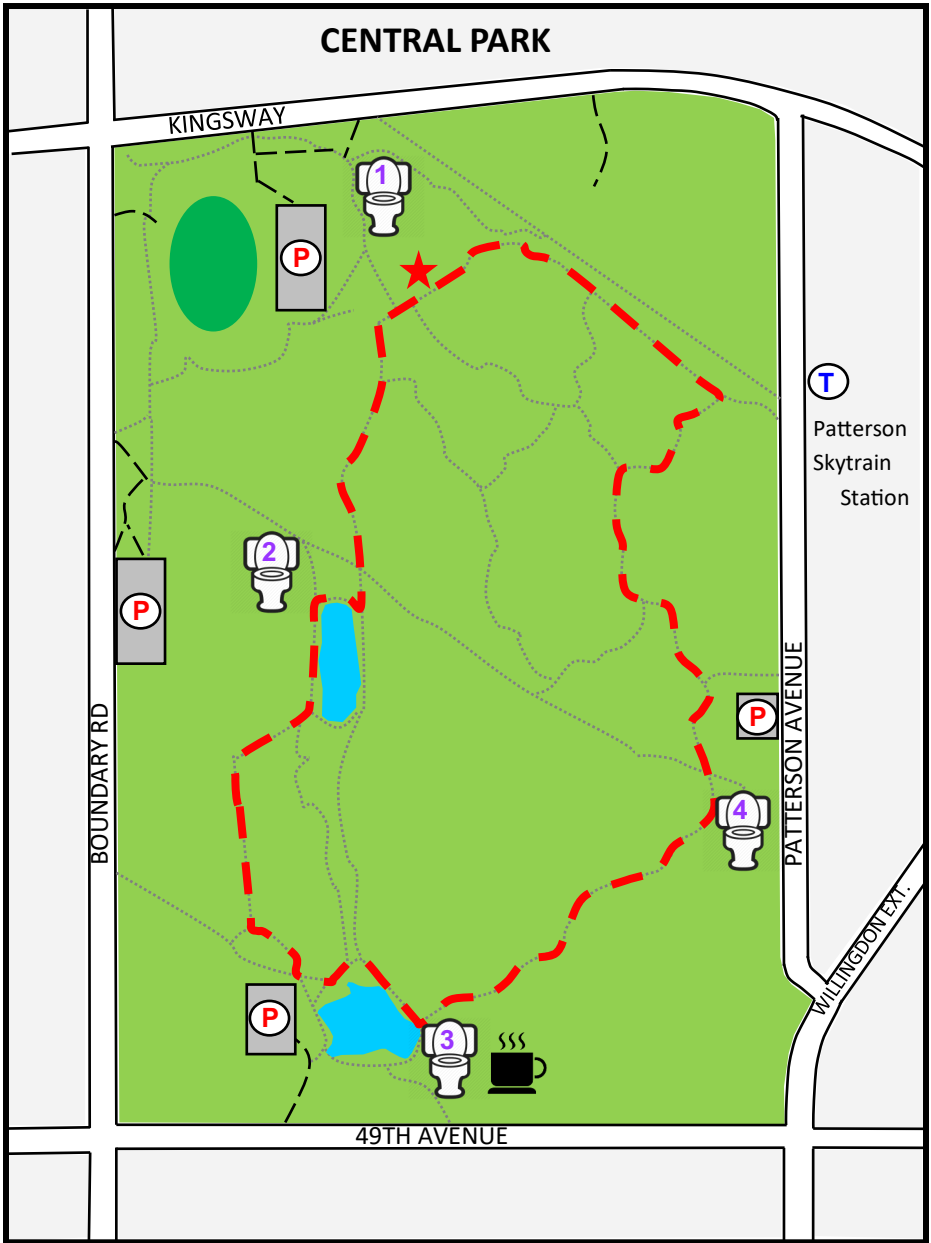 CENTRAL PARK
KINGSWAY
1
P
T
Patterson
Skytrain
Station
2
P
PATTERSON AVENUE
P
BOUNDARY RD
4
WILLINGDON EXT.
P
3
49TH AVENUE